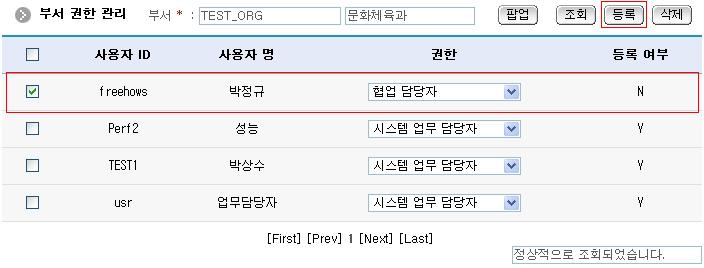 부서 권한 관리 부서 * : TEST_ORG 문화체육과 팝업 조회 등록 삭제
사용자 ID 사용자 명 권한 등록 여부
freehows 박정규 협업 담당자 N
Perf2 성능 시스템 업무 담당자 Y
TEST1 박상수 시스템 업무 담당자 Y
usr 업무담당자 시스템 업무 담당자 Y
[First] [Prev] 1 [Next] [Last]
정상적으로 조회되었습니다.